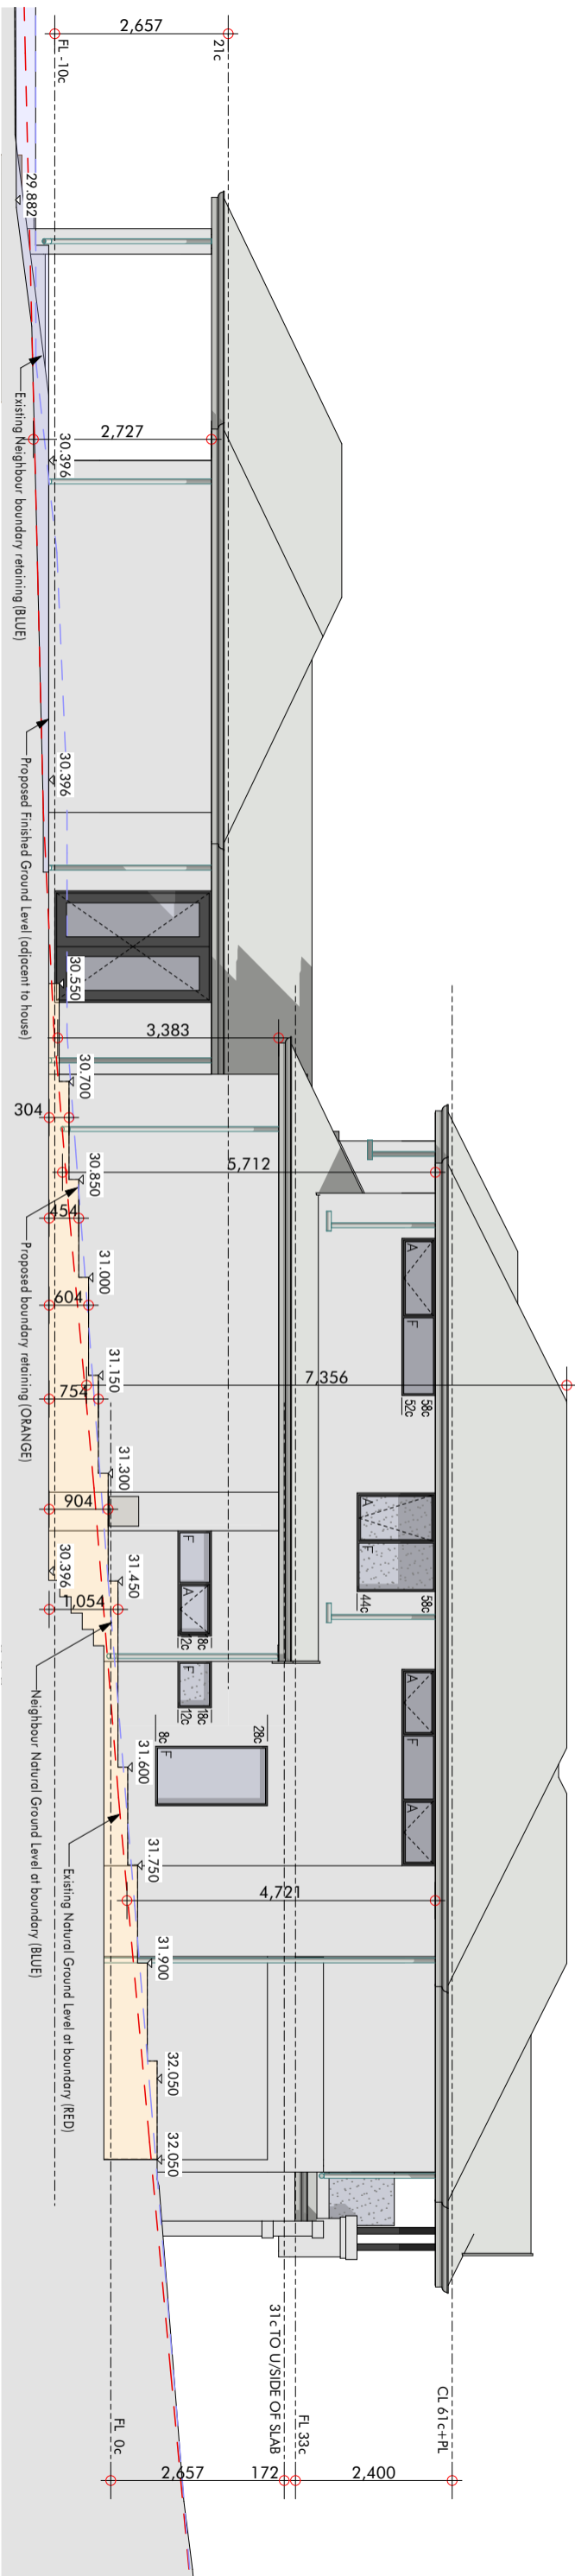 2,657
FL -10c
21c
29.882
Existing Neighbour boundary retaining (BLUE)
2,727
30.396
Proposed Finished Ground Level (adjacent to house)
30.396
30.550
3,383
30.700
304
5,712
30.850
454
Proposed boundary retaining (ORANGE)
31.000
604
A
F
58c
52c
31.150
7,356
754
31.300
904
A
F
58c
44c
30.396
31.450
1,054
F
A
18c
12c
F
18c
12c
Neighbour Natural Ground Level at boundary (BLUE)
28c
8c
F
31.600
A
F
A
Existing Natural Ground Level at boundary (RED)
31.750
4,721
31.900
32.050
32.050
CL 61c+PL
FL 33c
31c TO U/SIDE OF SLAB
FL 0c
2,657
172
2,400